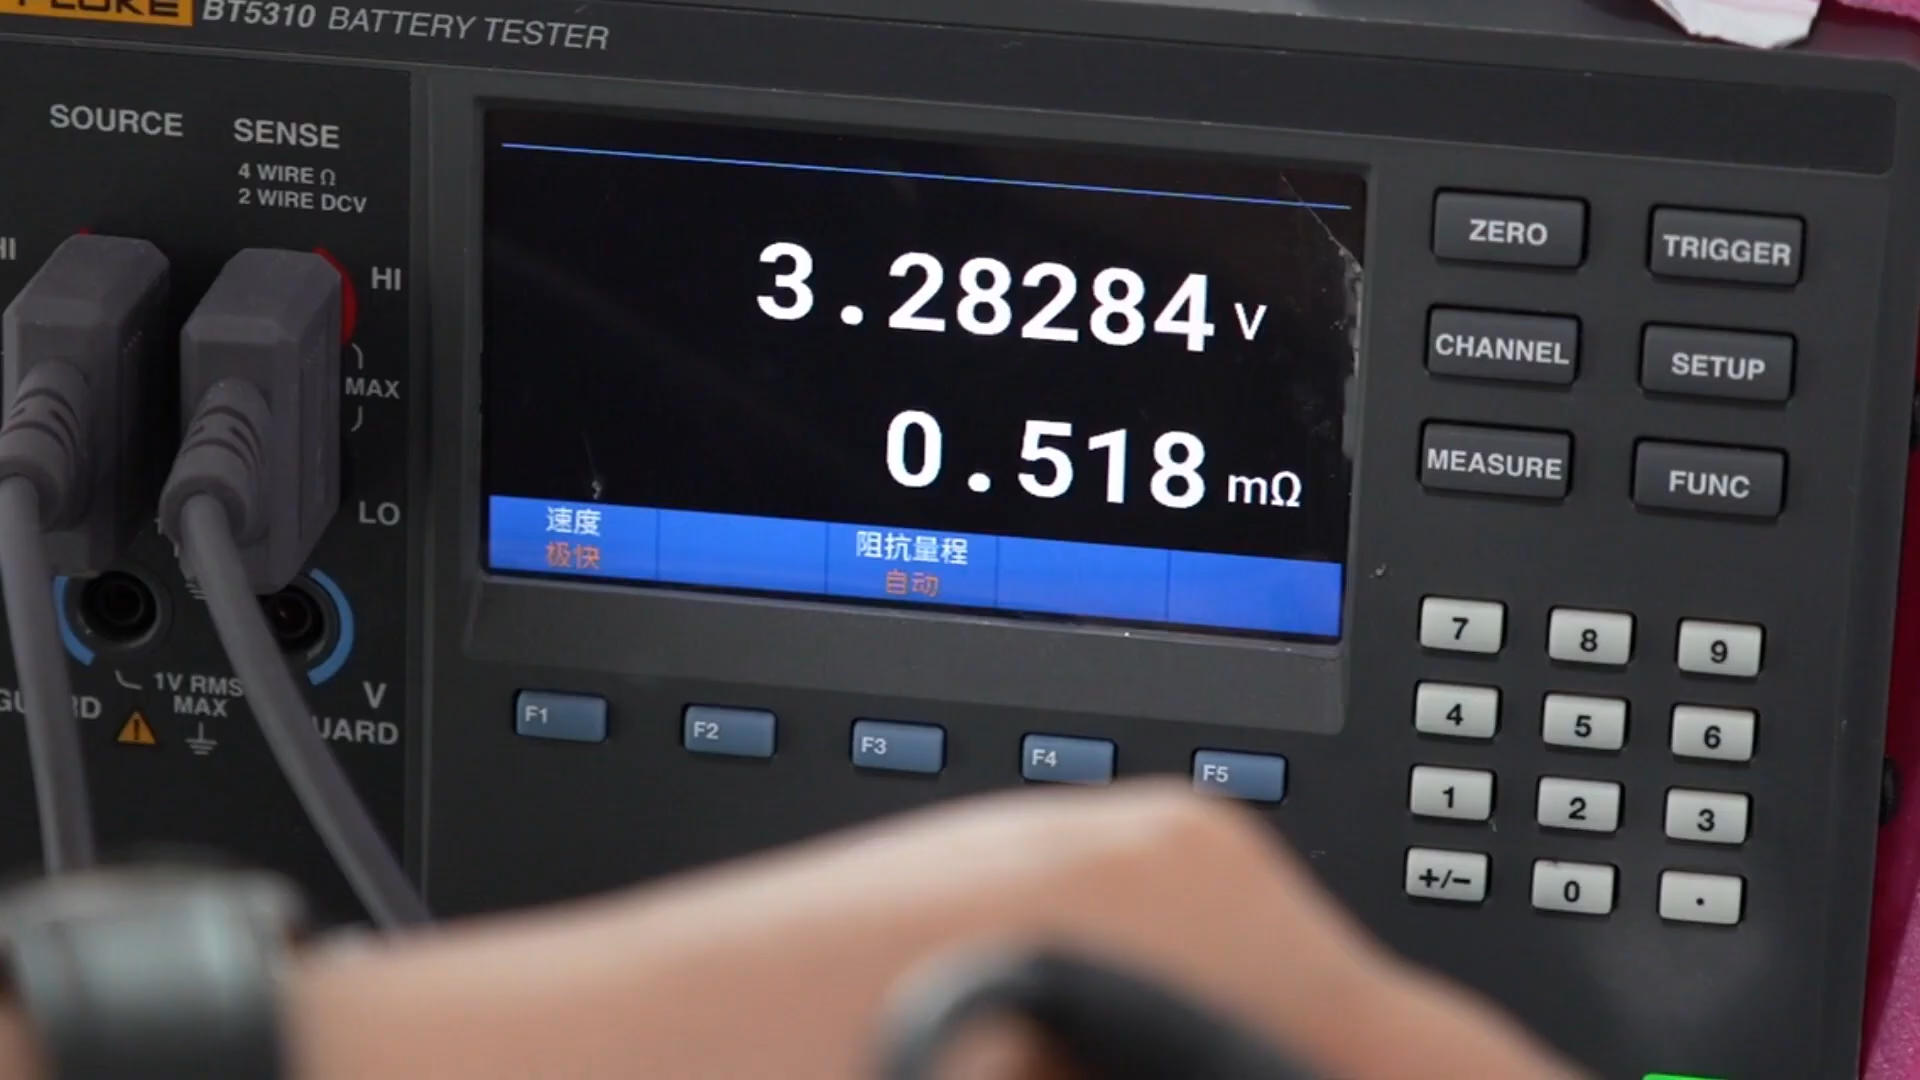 FLUKE BT5310 BATTERY TESTER
SOURCE SENSE
4 WIRE Ω
2 WIRE DCV
HI HI
MAX
LO
1V RMS
MAX
V
3.28284 V
0.518 mΩ
速度 阻抗量程
极快 自动
F1 F2 F3 F4 F5
ZERO TRIGGER
CHANNEL SETUP
MEASURE FUNC
7 8 9
4 5 6
1 2 3
+/− 0 .